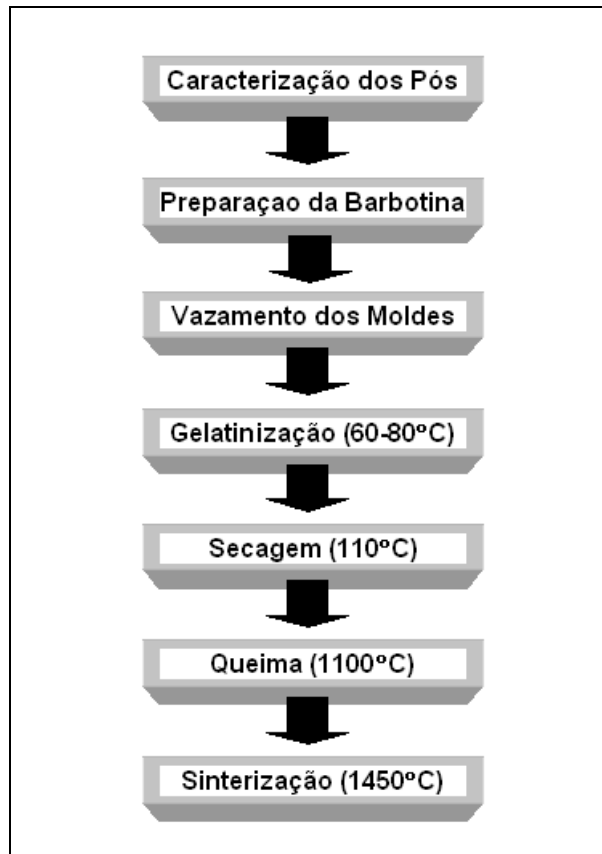 Caracterização dos Pós
Preparaçao da Barbotina
Vazamento dos Moldes
Gelatinização (60-80ºC)
Secagem (110ºC)
Queima (1100ºC)
Sinterização (1450ºC)